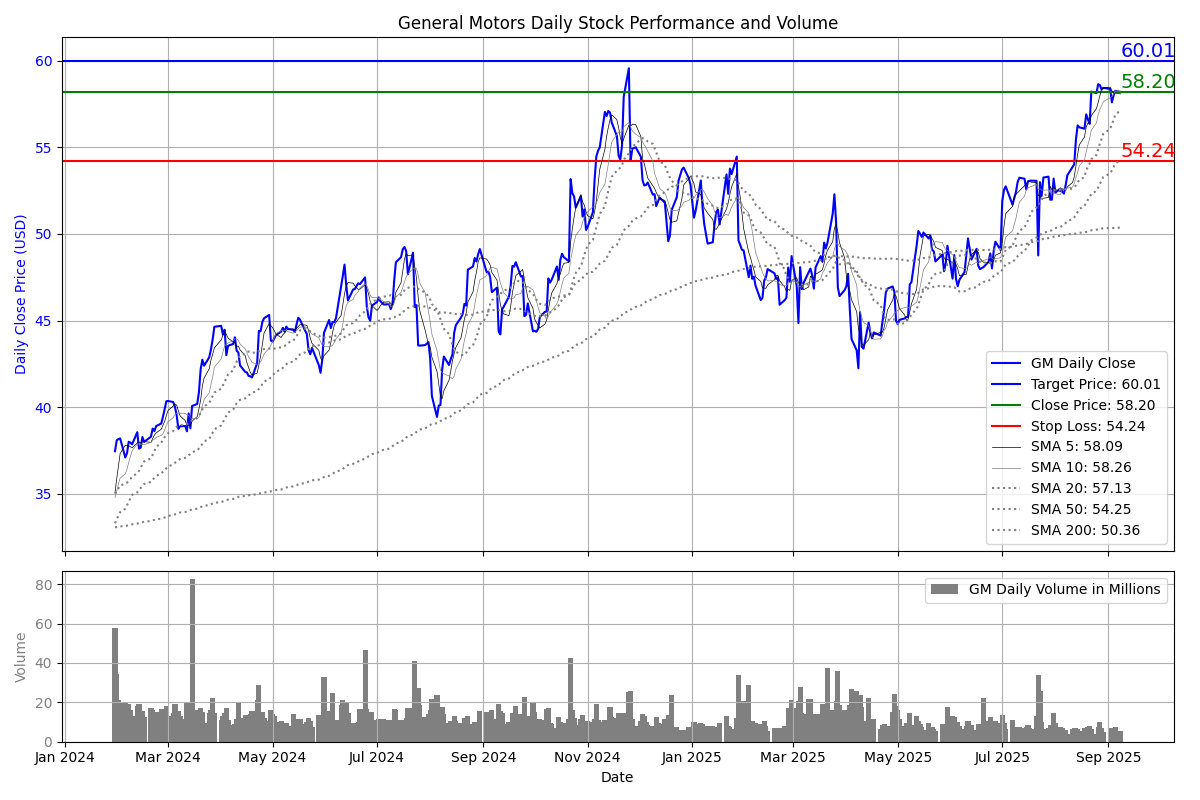 General Motors Daily Stock Performance and Volume
Daily Close Price (USD)
60
55
50
45
40
35
60.01
58.20
54.24
GM Daily Close
Target Price: 60.01
Close Price: 58.20
Stop Loss: 54.24
SMA 5: 58.09
SMA 10: 58.26
SMA 20: 57.13
SMA 50: 54.25
SMA 200: 50.36
Volume
80
60
40
20
0
GM Daily Volume in Millions
Jan 2024 Mar 2024 May 2024 Jul 2024 Sep 2024 Nov 2024 Jan 2025 Mar 2025 May 2025 Jul 2025 Sep 2025
Date